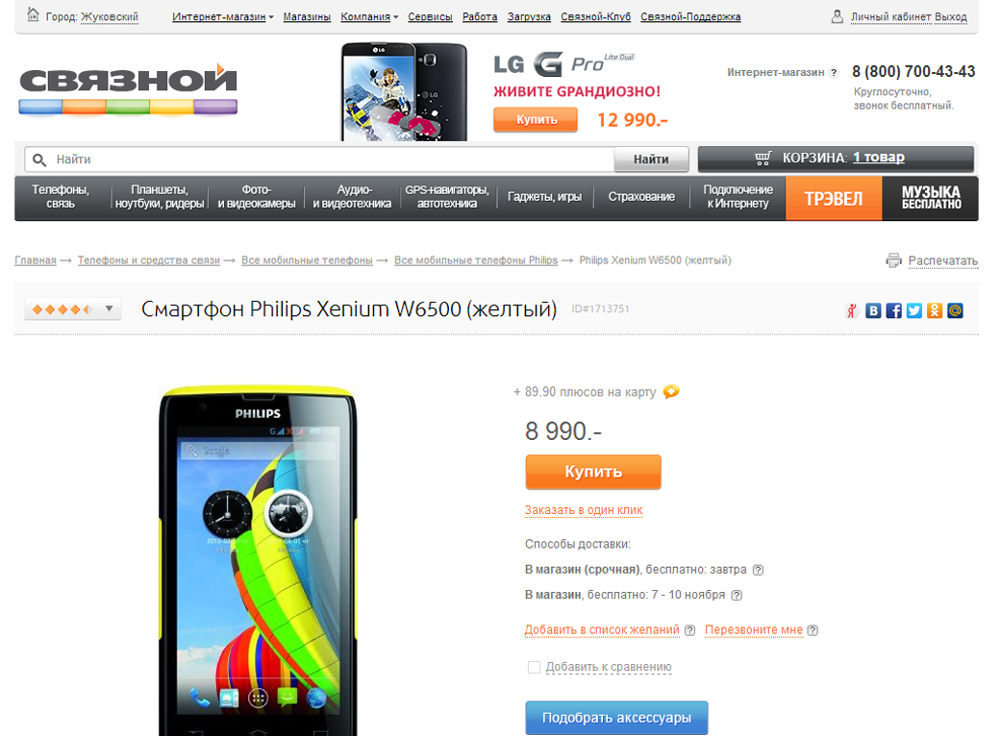 Город: Жуковский
Интернет-магазин Магазины Компания Сервисы Работа Загрузка Связной-Клуб Связной-Поддержка
Личный кабинет Выход
СВЯЗНОЙ
LG
LG
LG G Pro Lite Dual
ЖИВИТЕ GRАНДИОЗНО!
Купить 12 990.-
Интернет-магазин ? 8 (800) 700-43-43
Круглосуточно,
звонок бесплатный.
Найти
Найти
КОРЗИНА: 1 товар
Телефоны,
связь
Планшеты,
ноутбуки, ридеры
Фото-
и видеокамеры
Аудио-
и видеотехника
GPS-навигаторы,
автотехника
Гаджеты, игры
Страхование
Подключение
к Интернету
ТРЭВЕЛ
МУЗЫКА
БЕСПЛАТНО
Главная → Телефоны и средства связи → Все мобильные телефоны → Все мобильные телефоны Philips → Philips Xenium W6500 (желтый)
Распечатать
Смартфон Philips Xenium W6500 (желтый) ID#1713751
PHILIPS
Google
+ 89.90 плюсов на карту
8 990.-
Купить
Заказать в один клик
Способы доставки:
В магазин (срочная), бесплатно: завтра ?
В магазин, бесплатно: 7 - 10 ноября ?
Добавить в список желаний ? Перезвоните мне ?
Добавить к сравнению
Подобрать аксессуары